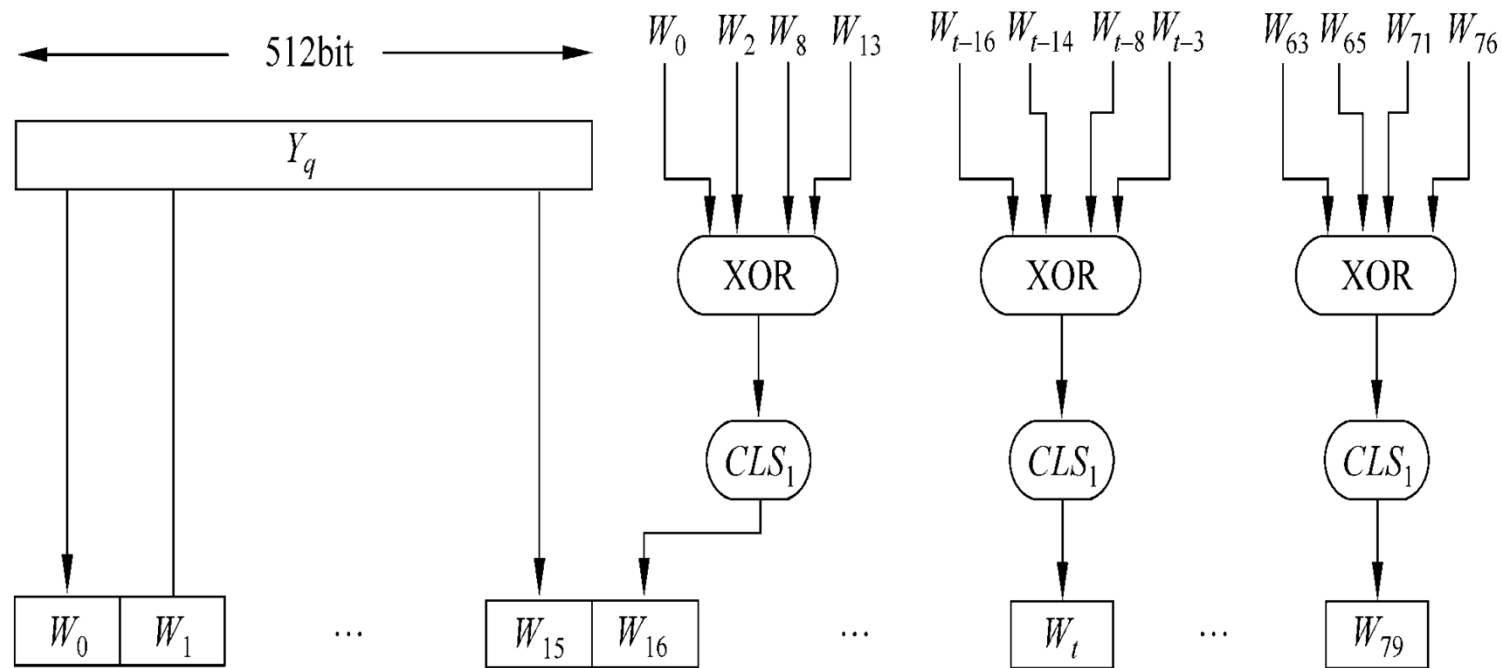 512bit
W₀ W₂ W₈ W₁₃ Wₜ₋₁₆ Wₜ₋₁₄ Wₜ₋₈ Wₜ₋₃ W₆₃ W₆₅ W₇₁ W₇₆
Y_q
XOR XOR XOR
CLS₁ CLS₁ CLS₁
W₀ W₁ … W₁₅ W₁₆ … Wₜ … W₇₉